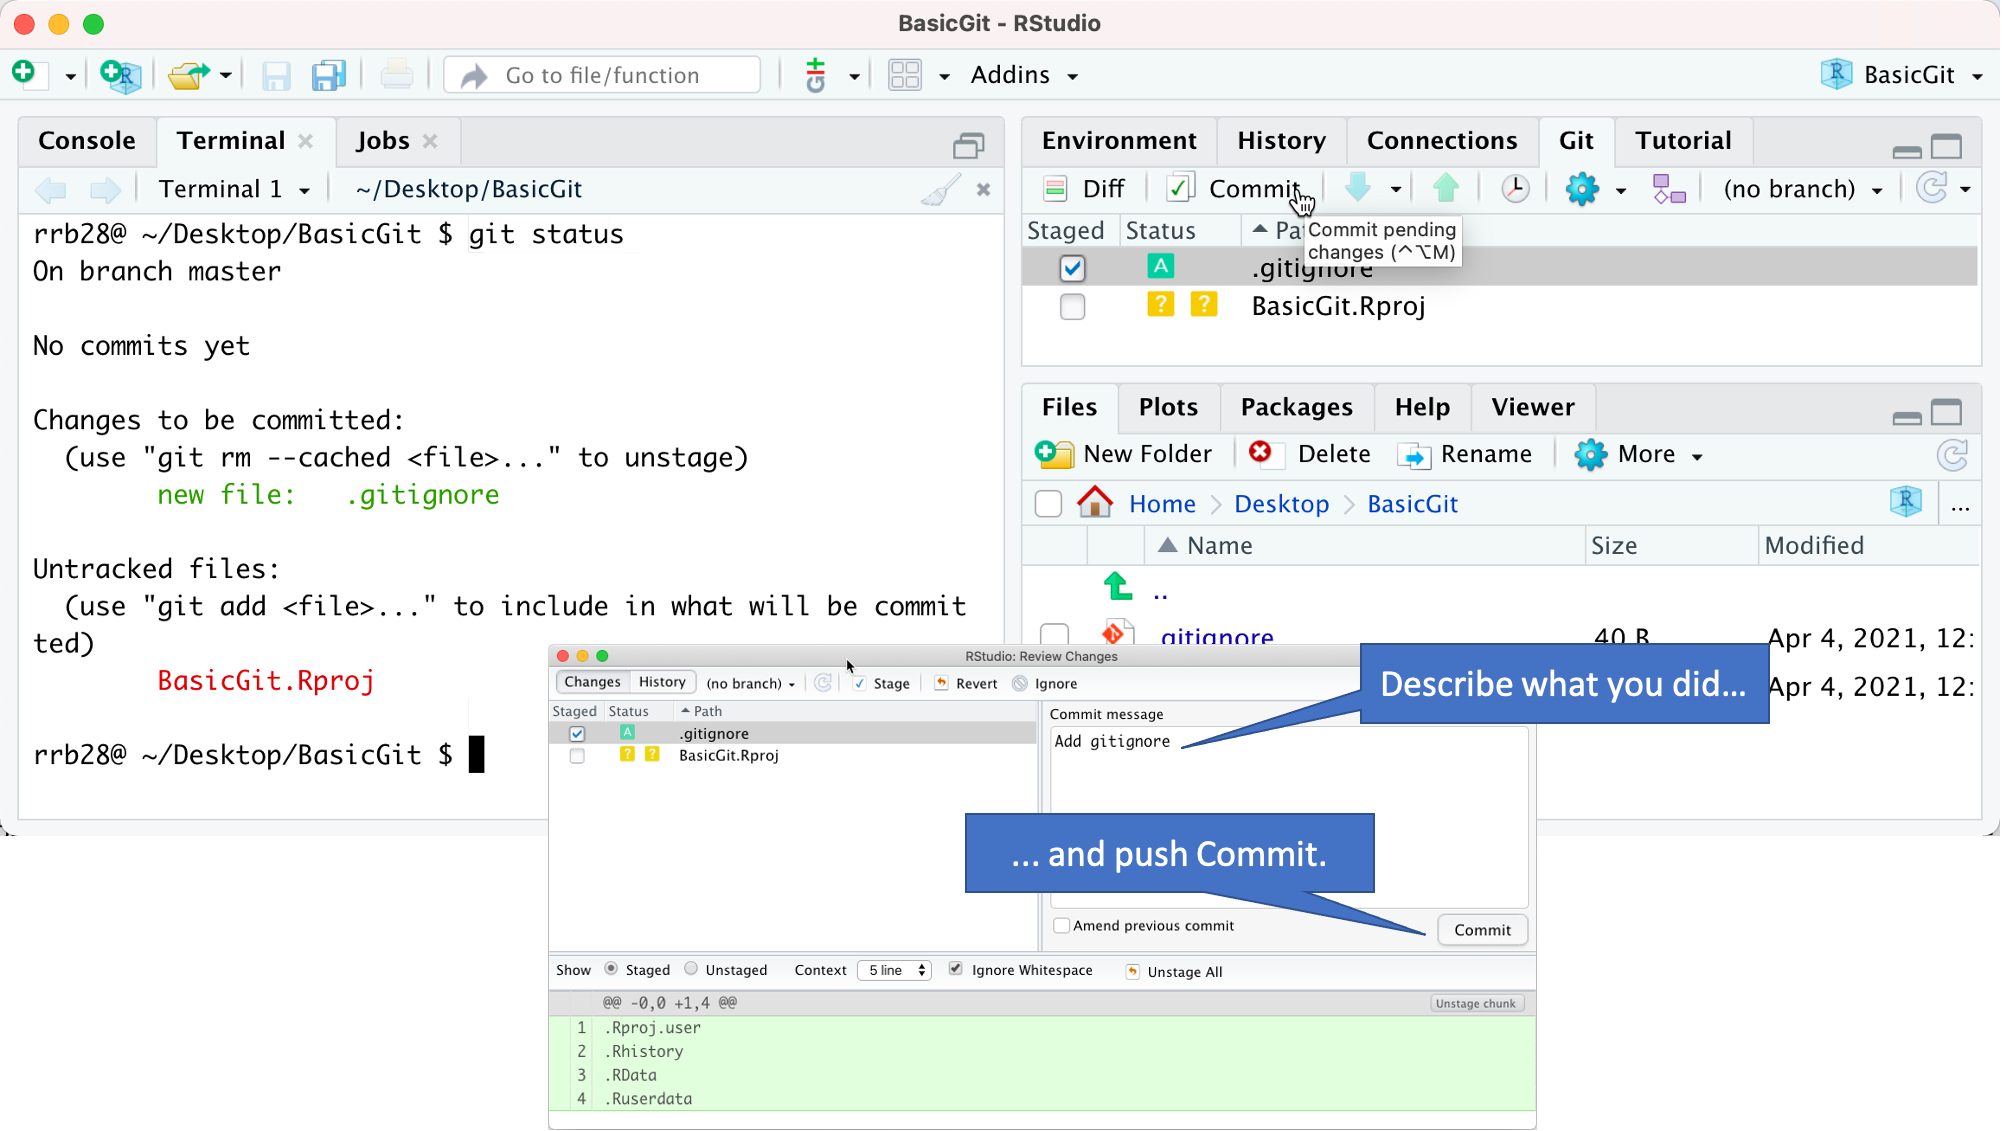 BasicGit - RStudio
Go to file/function
Addins
BasicGit
Console
Terminal
Jobs
Terminal 1
~/Desktop/BasicGit
rrb28@ ~/Desktop/BasicGit $ git status
On branch master
No commits yet
Changes to be committed:
(use "git rm --cached <file>..." to unstage)
new file:   .gitignore
Untracked files:
(use "git add <file>..." to include in what will be commit
ted)
BasicGit.Rproj
rrb28@ ~/Desktop/BasicGit $
Environment
History
Connections
Git
Tutorial
Diff
Commit
(no branch)
Staged
Status
Pa
Commit pending
changes (^⌥M)
.gitignore
BasicGit.Rproj
Files
Plots
Packages
Help
Viewer
New Folder
Delete
Rename
More
Home
Desktop
BasicGit
...
Name
Size
Modified
..
.gitignore
40 B
Apr 4, 2021, 12:
Apr 4, 2021, 12:
RStudio: Review Changes
Changes
History
(no branch)
Stage
Revert
Ignore
Staged
Status
Path
.gitignore
BasicGit.Rproj
Commit message
Add gitignore
Describe what you did...
... and push Commit.
Amend previous commit
Commit
Show
Staged
Unstaged
Context
5 line
Ignore Whitespace
Unstage All
@@ -0,0 +1,4 @@
Unstage chunk
1 .Rproj.user
2 .Rhistory
3 .RData
4 .Ruserdata